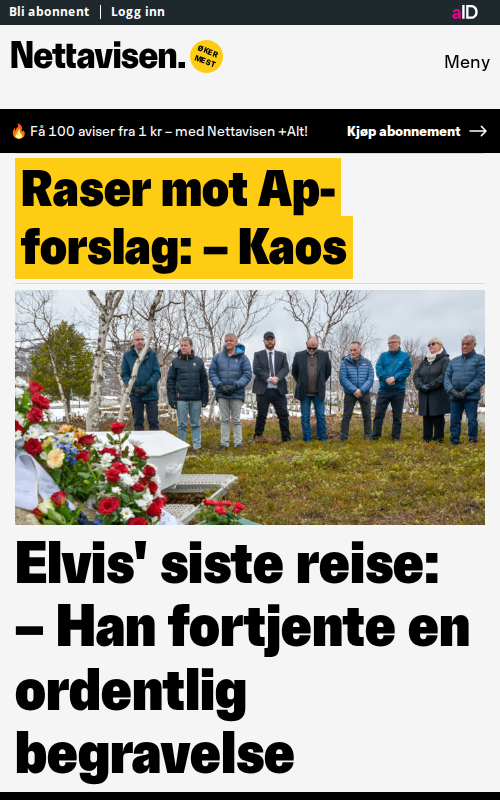 Bli abonnent | Logg inn
aID
Nettavisen.
ØKER
MEST
Meny
🔥 Få 100 aviser fra 1 kr – med Nettavisen +Alt!
Kjøp abonnement →
Raser mot Ap-
forslag: – Kaos
Elvis' siste reise:
– Han fortjente en
ordentlig
begravelse